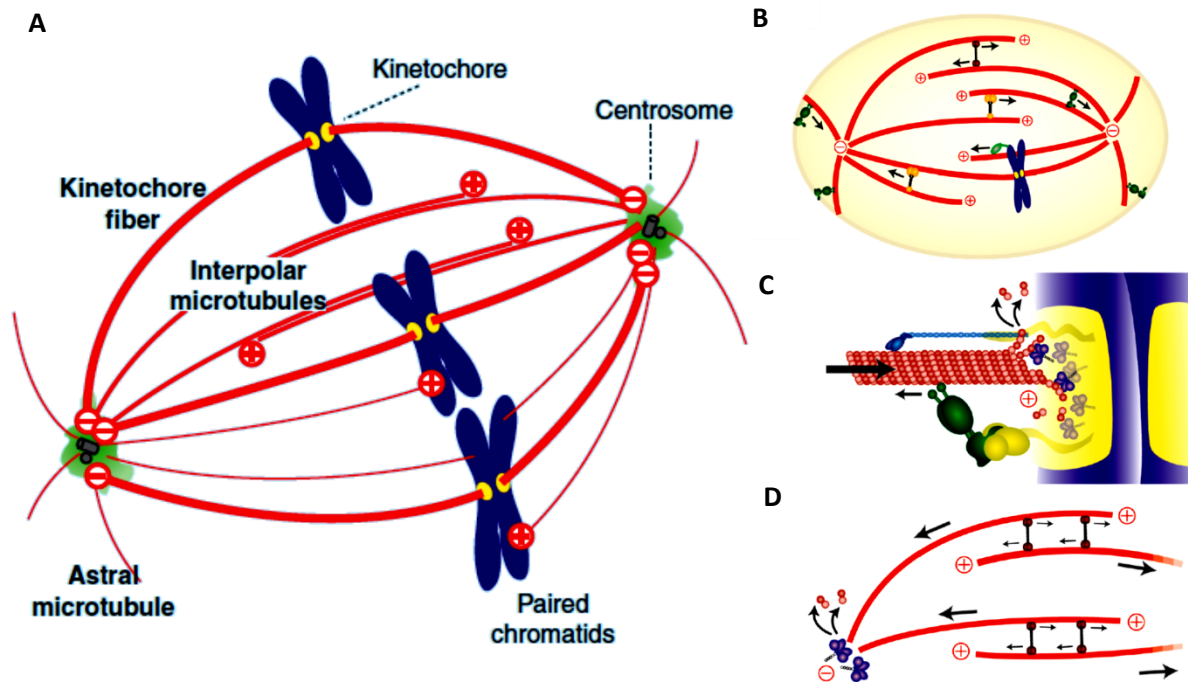 A
Kinetochore
Centrosome
Kinetochore
fiber
Interpolar
microtubules
Astral
microtubule
Paired
chromatids
B
C
D